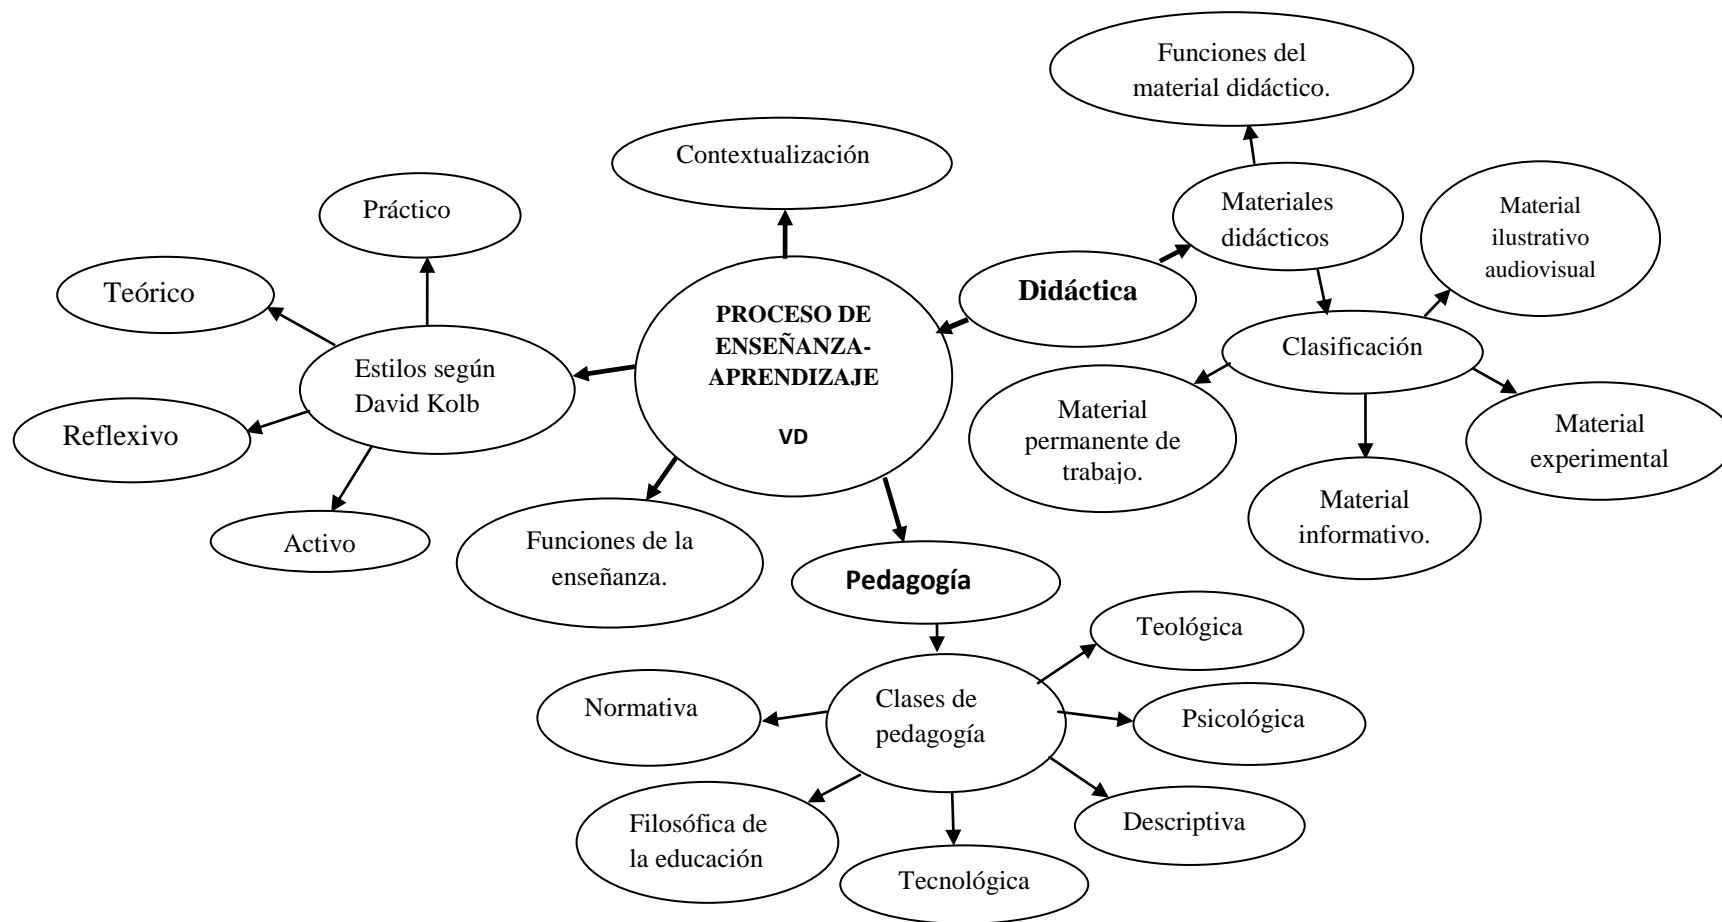 Funciones del
material didáctico.
Contextualización
Práctico
Materiales
didácticos
Material
ilustrativo
audiovisual
Teórico
Didáctica
PROCESO DE
ENSEÑANZA-
APRENDIZAJE
VD
Clasificación
Estilos según
David Kolb
Reflexivo
Material
permanente de
trabajo.
Material
experimental
Material
informativo.
Activo
Funciones de la
enseñanza.
Pedagogía
Teológica
Normativa
Clases de
pedagogía
Psicológica
Filosófica de
la educación
Descriptiva
Tecnológica